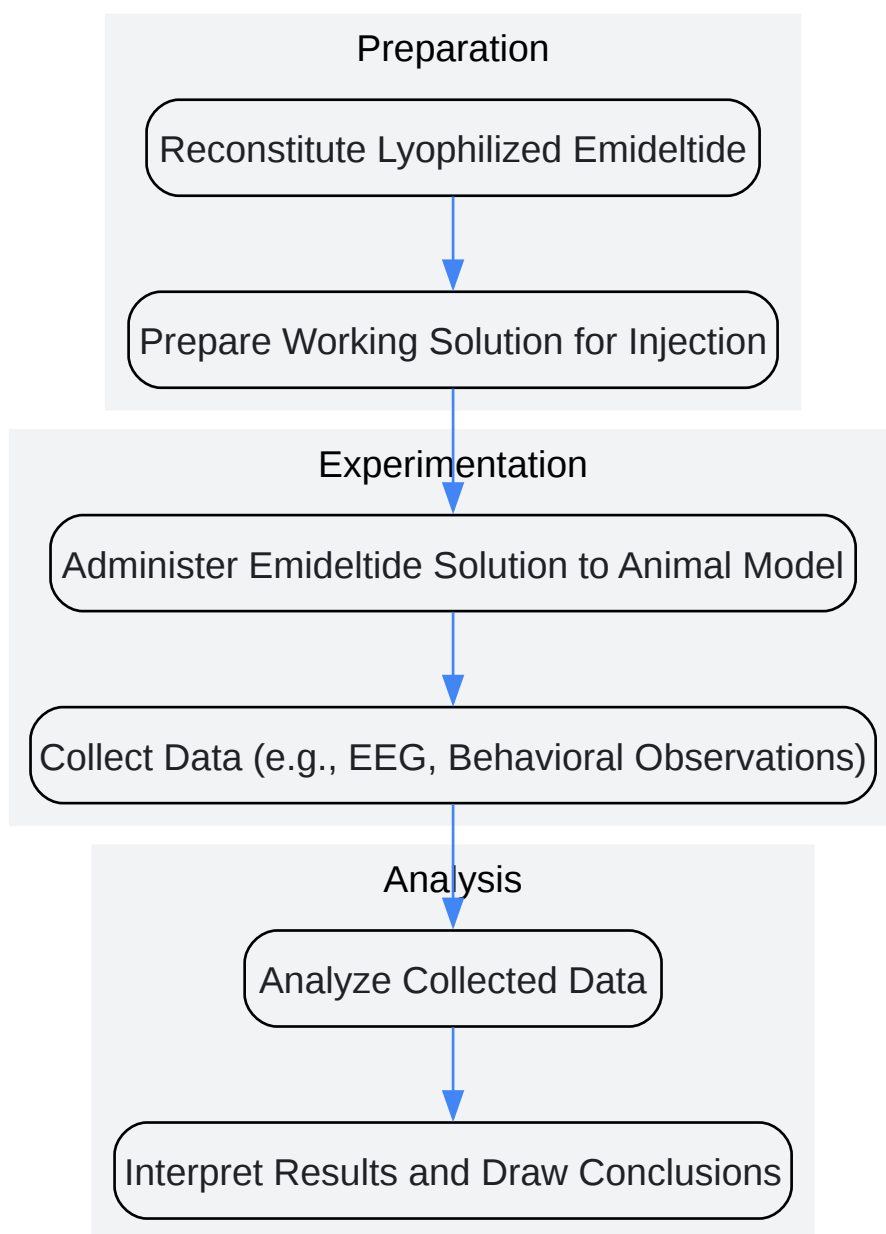 Preparation
Reconstitute Lyophilized Emideltide
Prepare Working Solution for Injection
Experimentation
Administer Emideltide Solution to Animal Model
Collect Data (e.g., EEG, Behavioral Observations)
Analysis
Analyze Collected Data
Interpret Results and Draw Conclusions